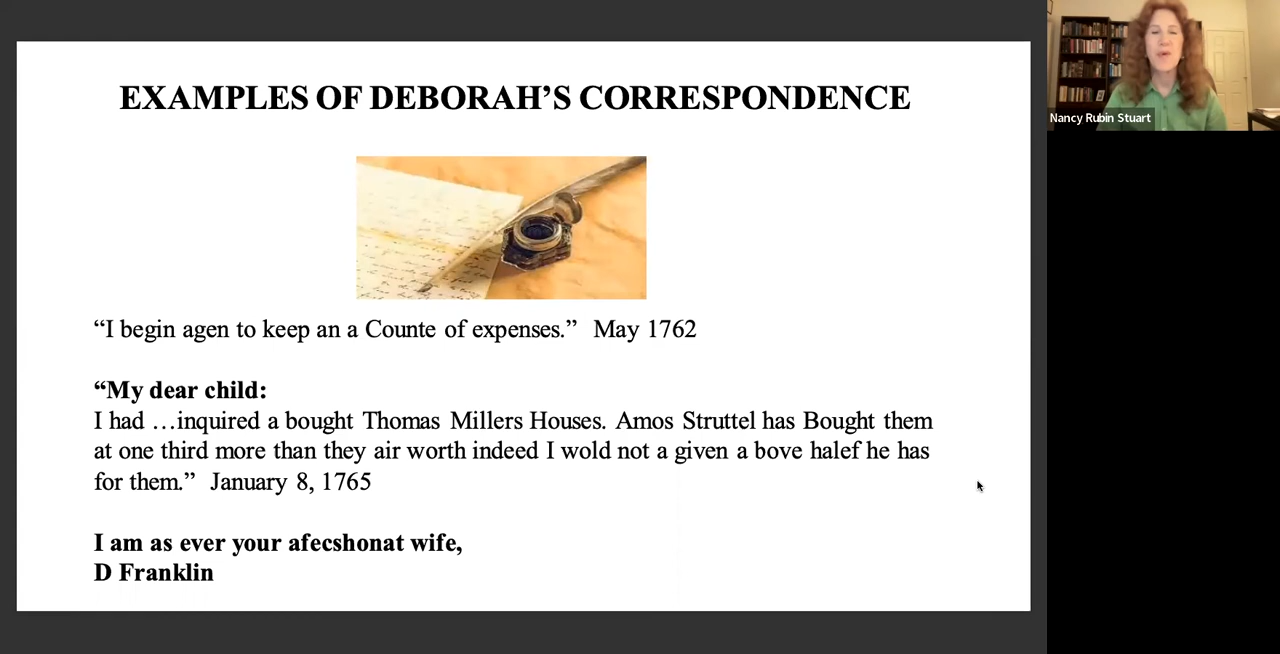 EXAMPLES OF DEBORAH’S CORRESPONDENCE
“I begin agen to keep an a Counte of expenses.” May 1762
“My dear child:
I had …inquired a bought Thomas Millers Houses. Amos Struttel has Bought them
at one third more than they air worth indeed I wold not a given a bove halef he has
for them.” January 8, 1765
I am as ever your afecshonat wife,
D Franklin
Nancy Rubin Stuart